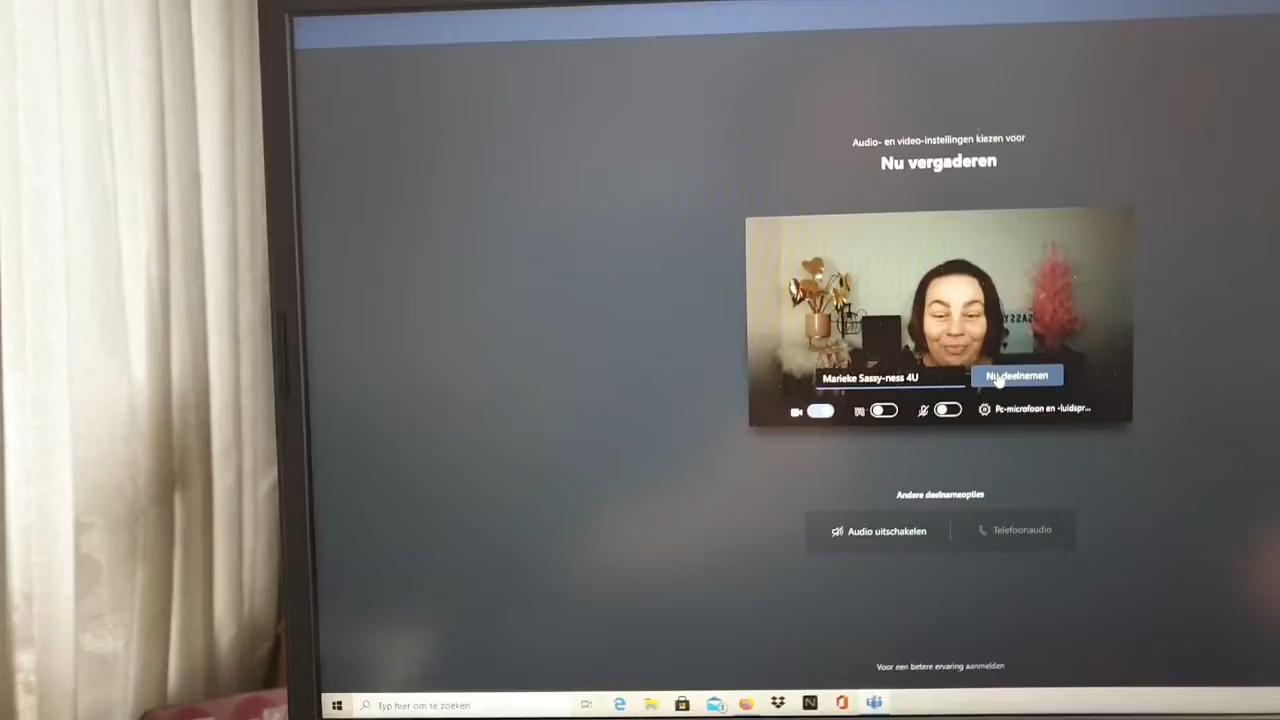 Audio- en video-instellingen kiezen voor
Nu vergaderen
SASSY
Marieke Sassy-ness 4U
Nu deelnemen
Pc-microfoon en -luidspr...
Andere deelnameopties
Audio uitschakelen
Telefoonaudio
Voor een betere ervaring aanmelden
Typ hier om te zoeken